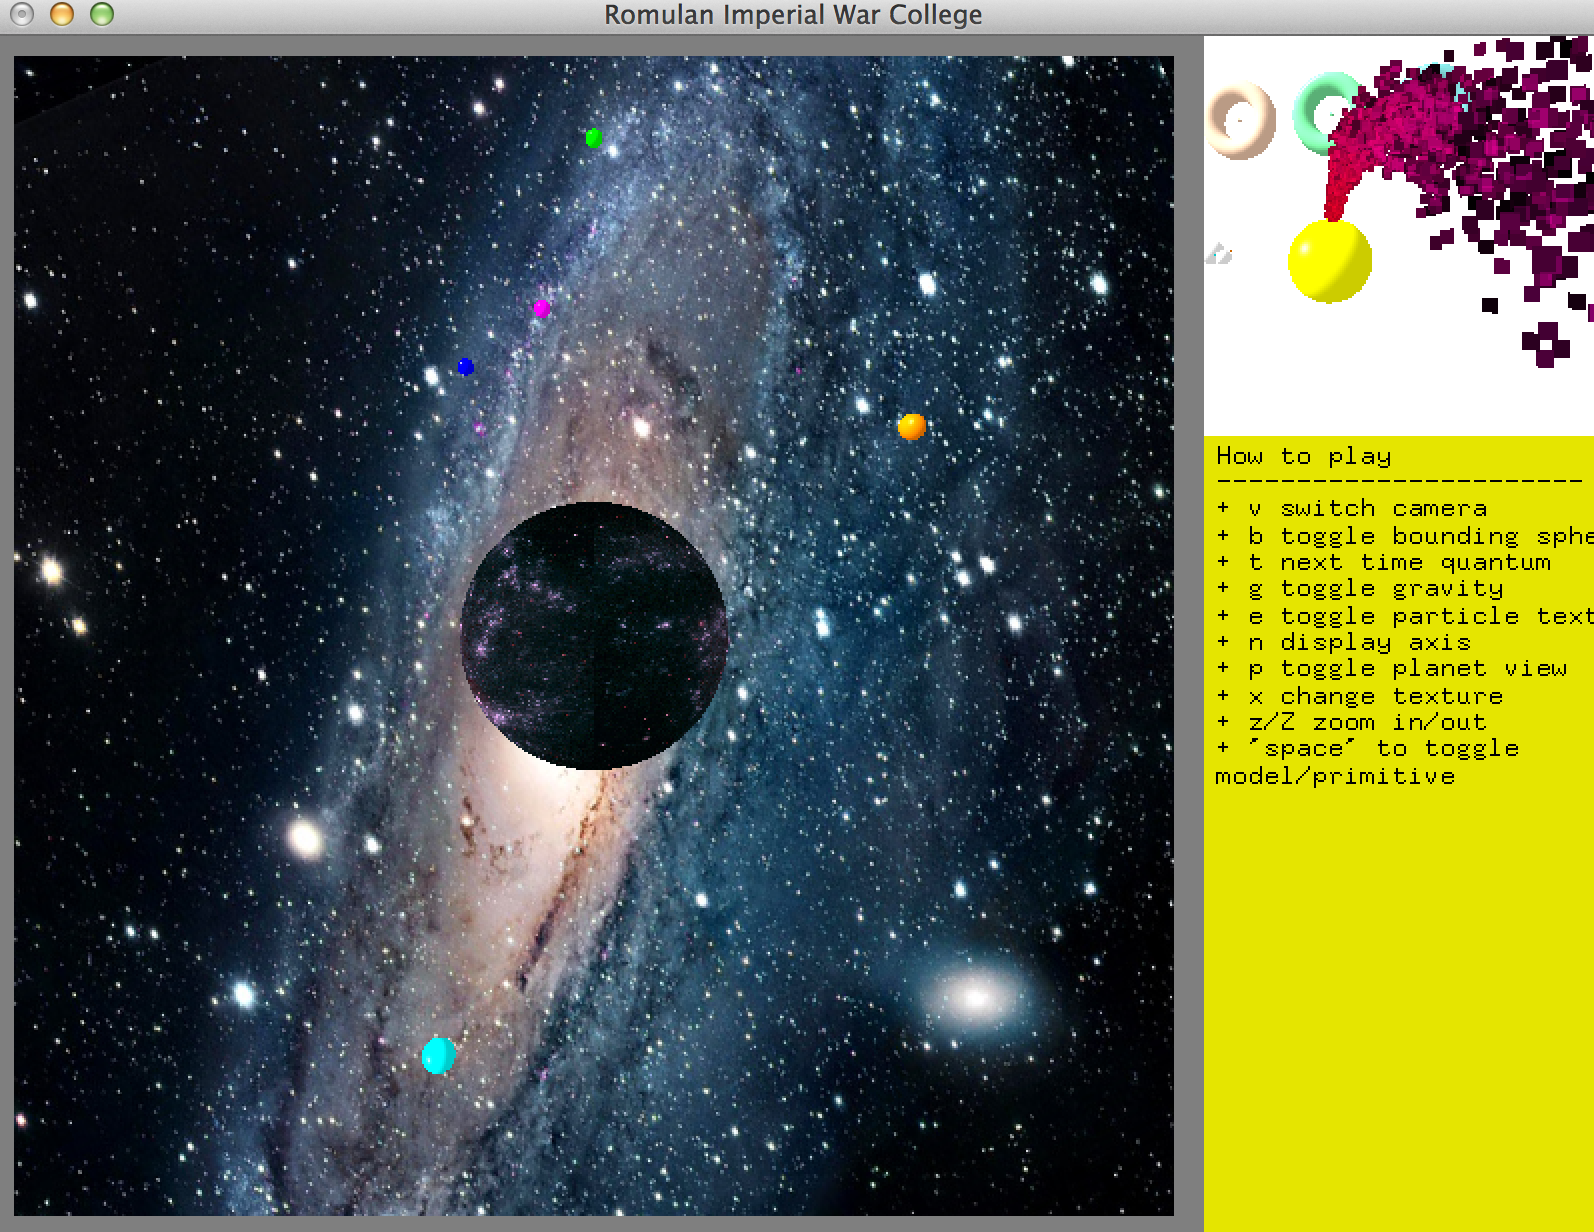 Romulan Imperial War College
How to play
-----------------------
+ v switch camera
+ b toggle bounding sphe
+ t next time quantum
+ g toggle gravity
+ e toggle particle text
+ n display axis
+ p toggle planet view
+ x change texture
+ z/Z zoom in/out
+ "space" to toggle
model/primitive